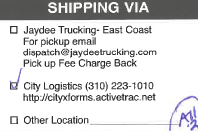 SHIPPING VIA
Jaydee Trucking- East Coast
For pickup email
dispatch@jaydeetrucking.com
Pick up Fee Charge Back
City Logistics (310) 223-1010
http://cityxforms.activetrac.net
Other Location